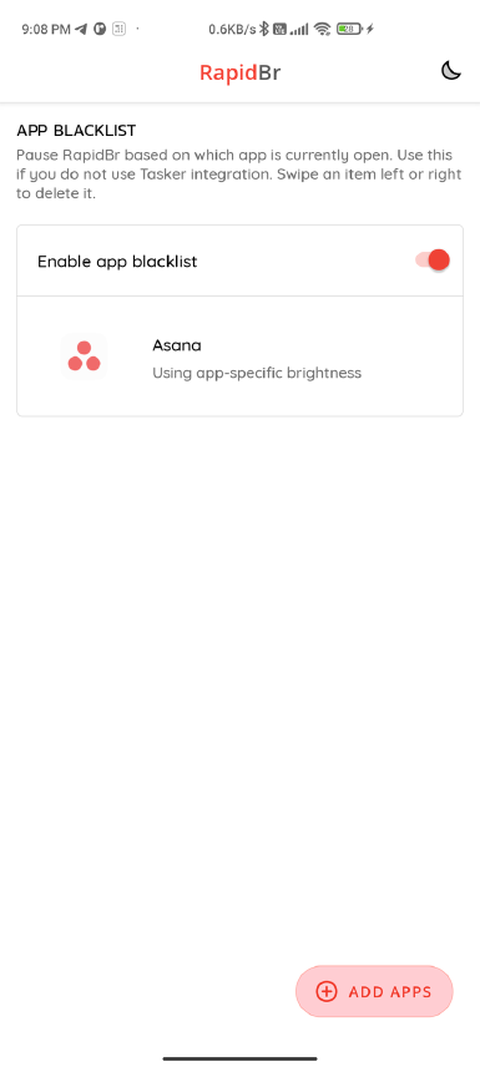 9:08 PM 0.6KB/s 28
RapidBr
APP BLACKLIST
Pause RapidBr based on which app is currently open. Use this
if you do not use Tasker integration. Swipe an item left or right
to delete it.
Enable app blacklist
Asana
Using app-specific brightness
ADD APPS